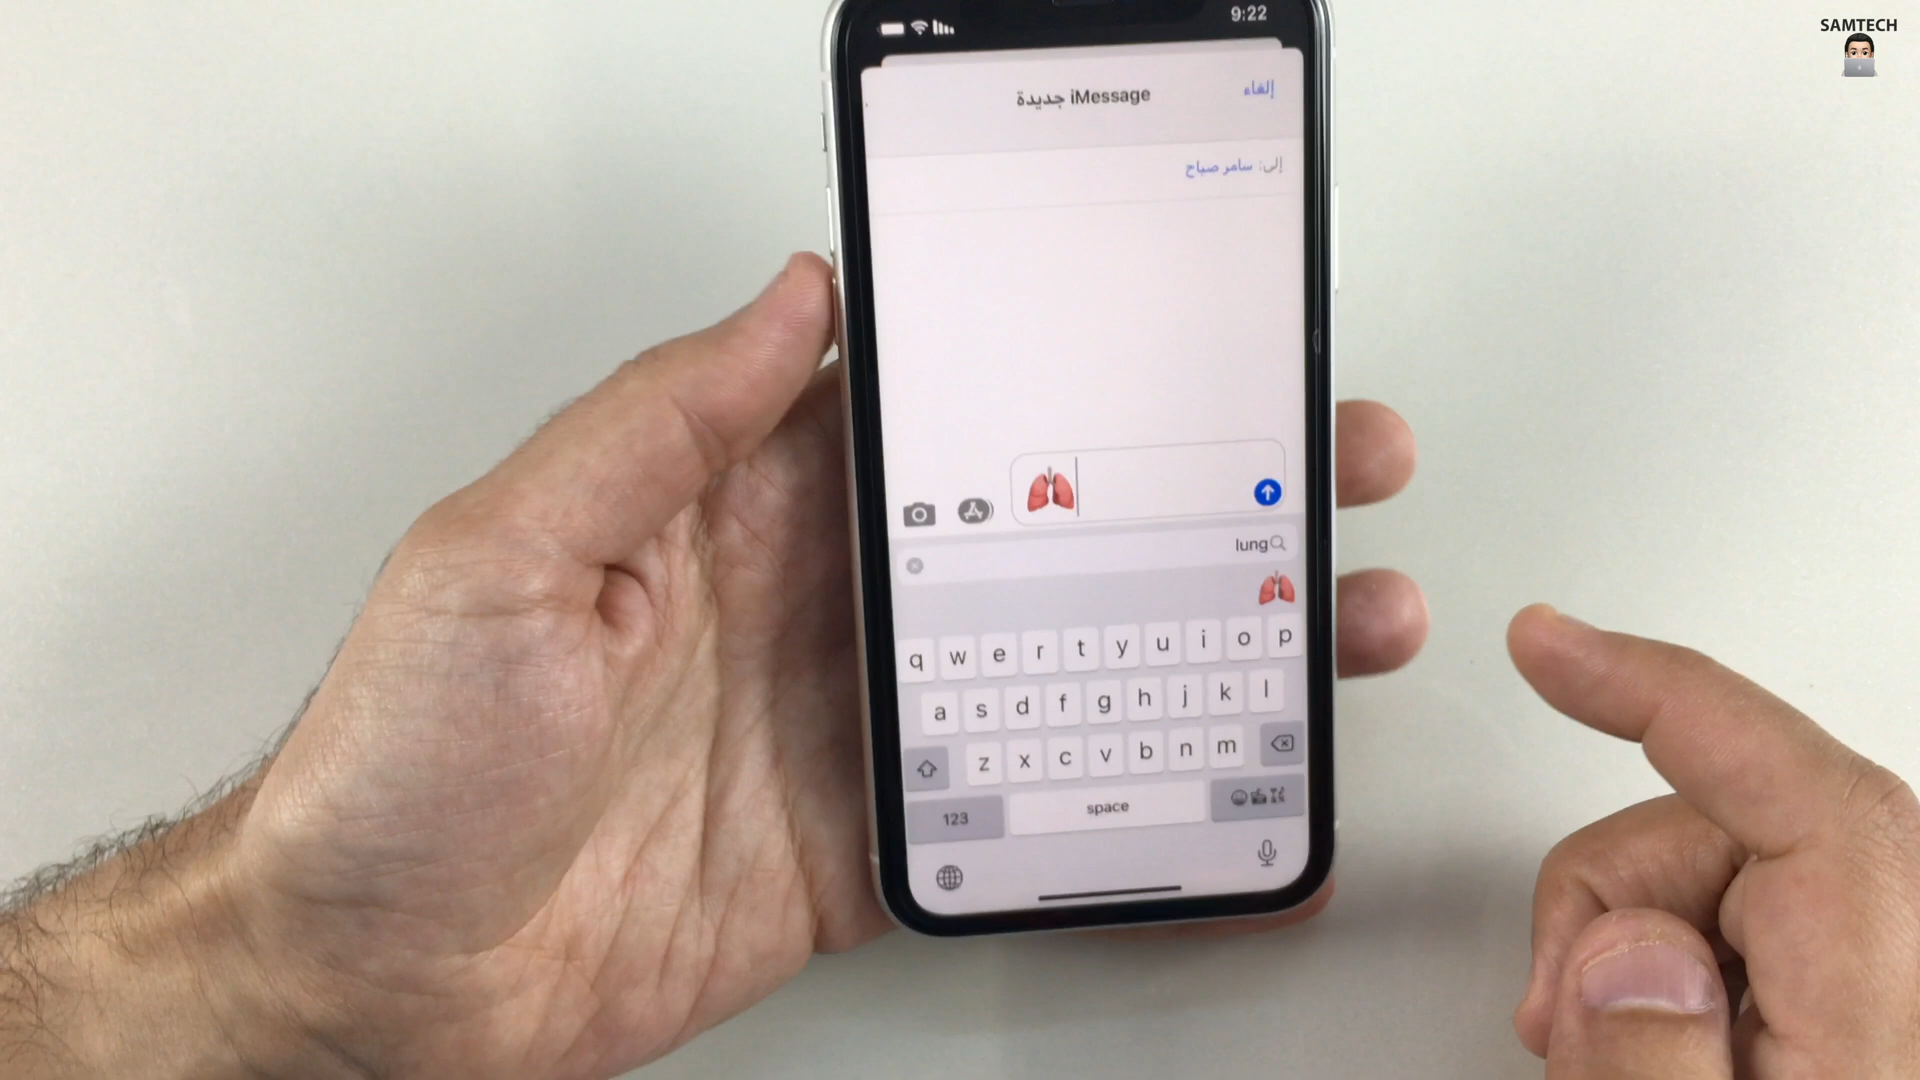 SAMTECH
9:22
إلغاء
iMessage جديدة
إلى: سامر صباح
lung
q w e r t y u i o p
a s d f g h j k l
z x c v b n m
123
space